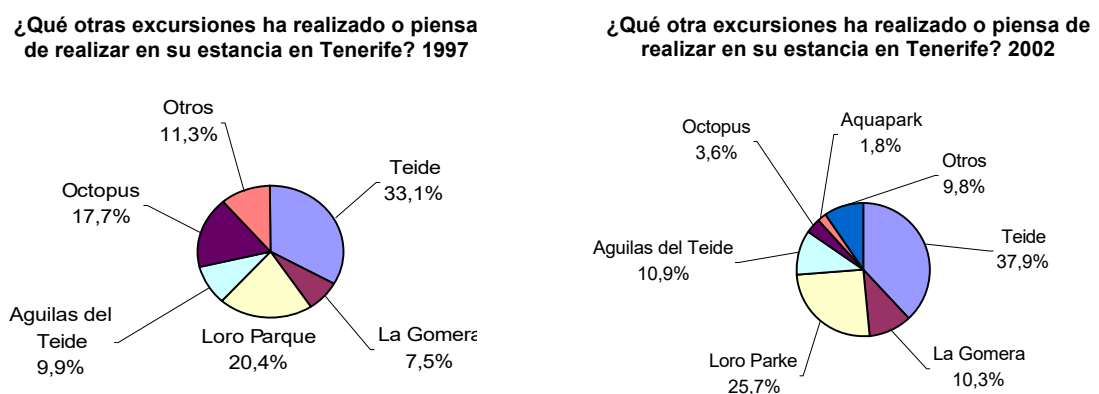 ¿Qué otras excursiones ha realizado o piensa
de realizar en su estancia en Tenerife? 1997
Otros
11,3%
Teide
33,1%
Octopus
17,7%
Aguilas del
Teide
9,9%
Loro Parque
20,4%
La Gomera
7,5%
¿Qué otra excursiones ha realizado o piensa de
realizar en su estancia en Tenerife? 2002
Octopus
3,6%
Aquapark
1,8%
Otros
9,8%
Aguilas del Teide
10,9%
Teide
37,9%
Loro Parke
25,7%
La Gomera
10,3%